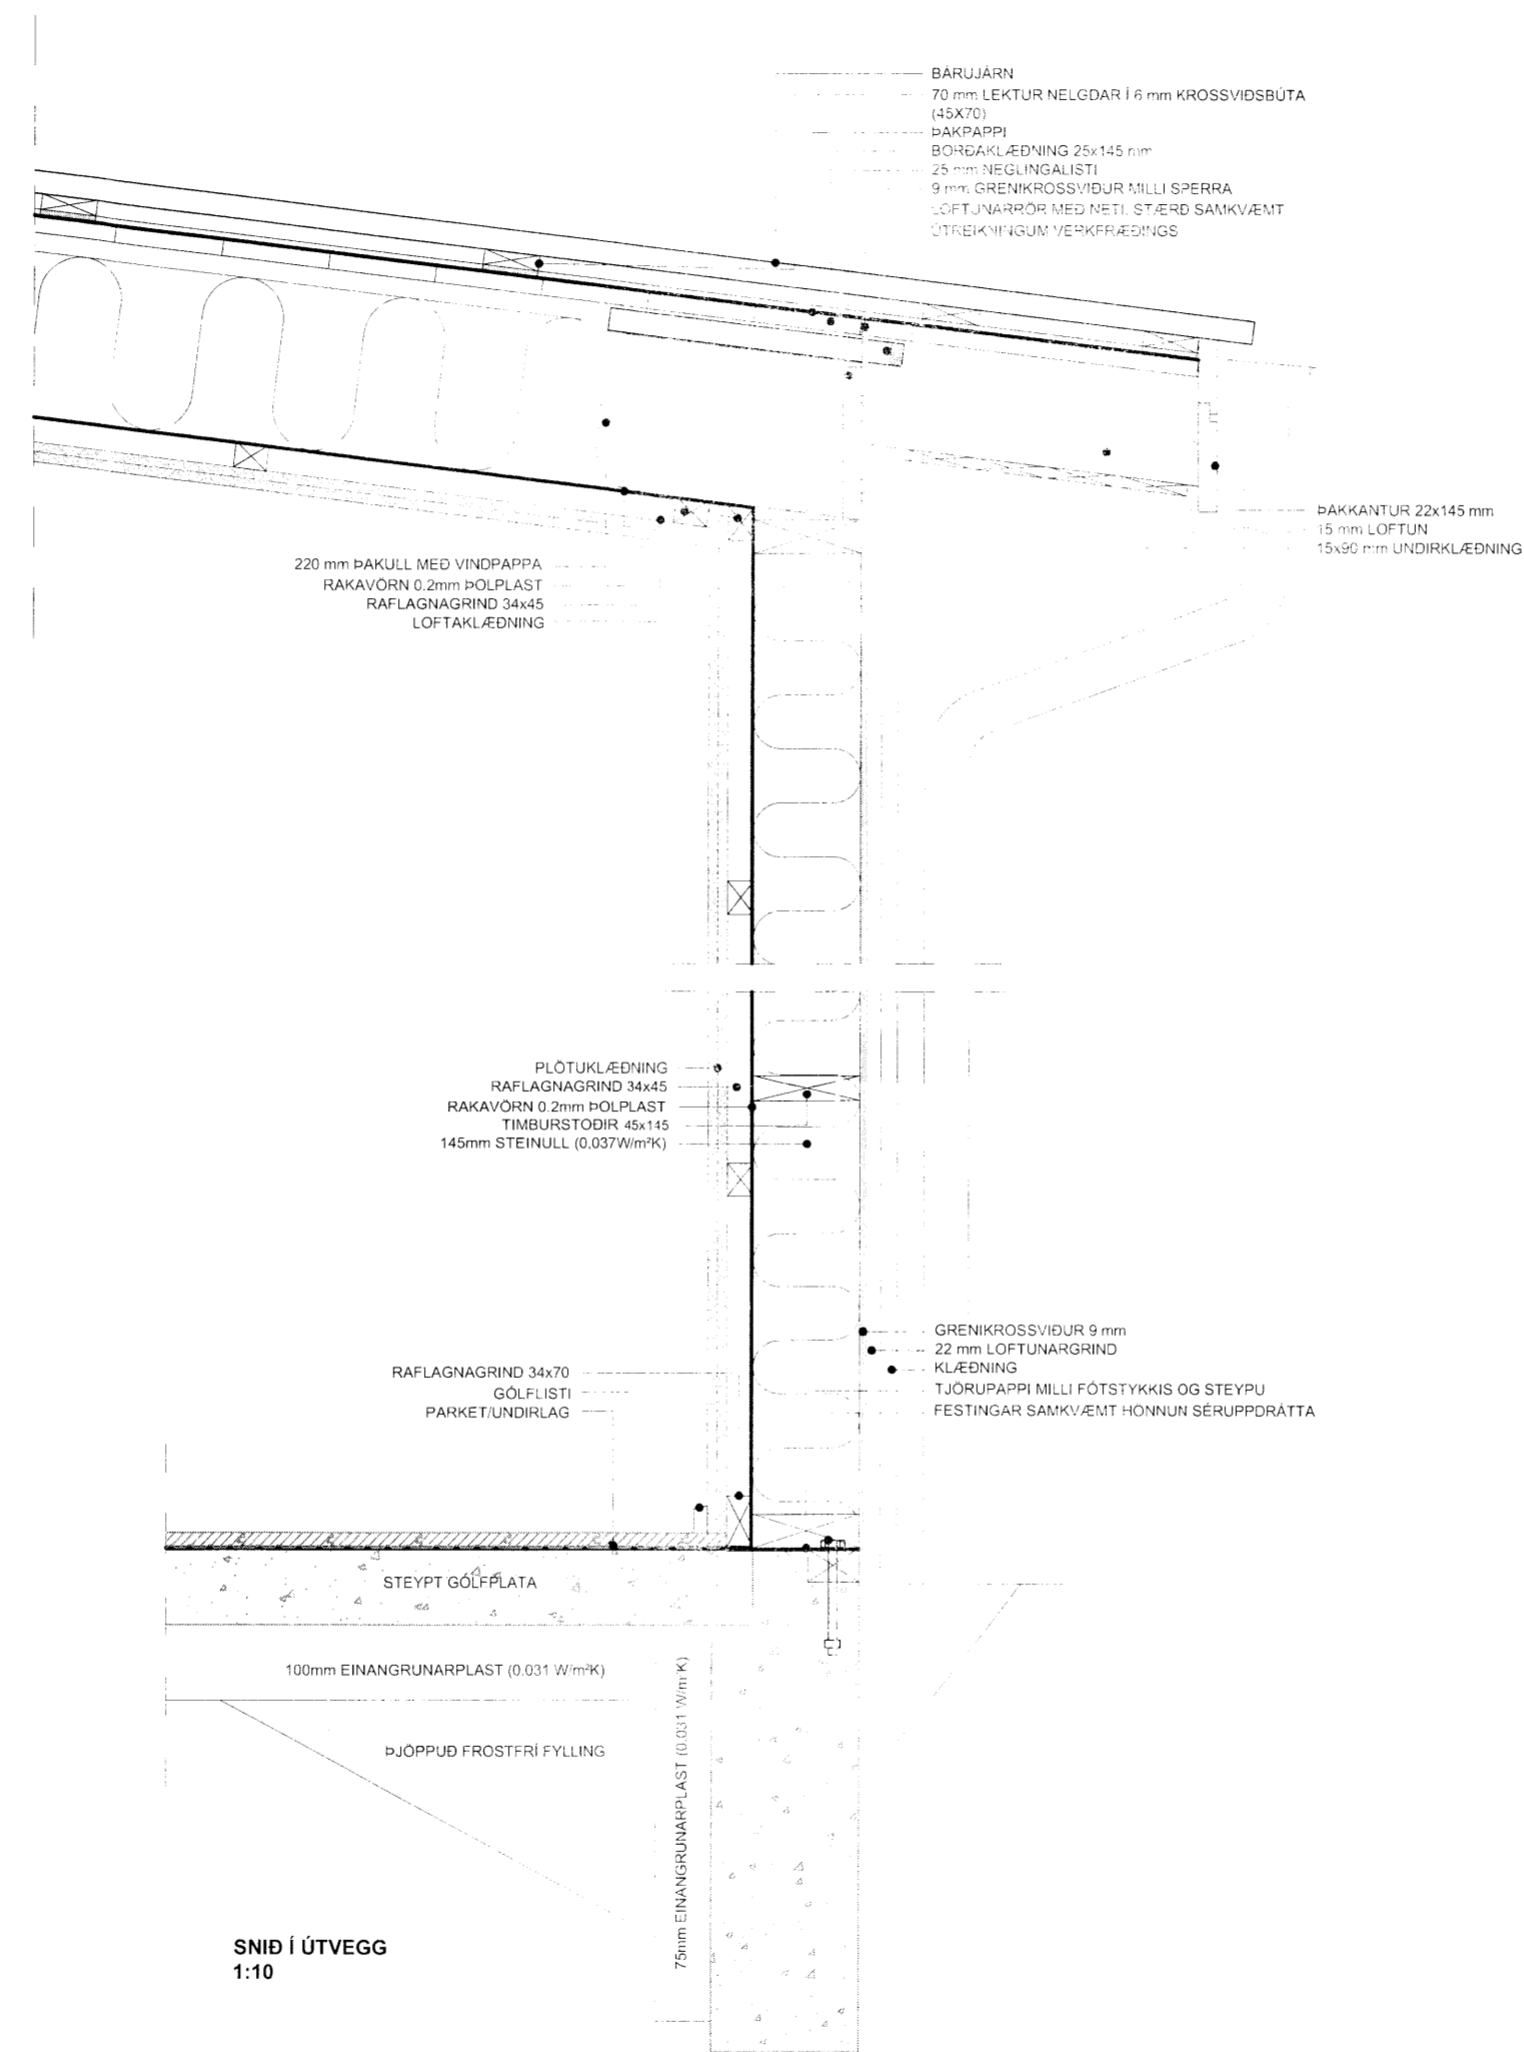 BÁRUJÁRN
70 mm LEKTUR NELGDAR Í 6 mm KROSSVIÐSBÚTA
(45X70)
ÞAKPAPPI
BORÐAKLÆÐNING 25x145 mm
25 mm NEGLINGALISTI
9 mm GRENIKROSSVIÐUR MILLI SPERRA
LOFTUNARRÖR MEÐ NETI. STÆRÐ SAMKVÆMT
ÚTREIKNINGUM VERKFRÆÐINGS
ÞAKKANTUR 22x145 mm
15 mm LOFTUN
15x90 mm UNDIRKLÆÐNING
220 mm ÞAKULL MEÐ VINDPAPPA
RAKAVÖRN 0.2mm ÞOLPLAST
RAFLAGNAGRIND 34x45
LOFTAKLÆÐNING
PLÖTUKLÆÐNING
RAFLAGNAGRIND 34x45
RAKAVÖRN 0.2mm ÞOLPLAST
TIMBURSTOÐIR 45x145
145mm STEINULL (0,037W/m²K)
GRENIKROSSVIÐUR 9 mm
22 mm LOFTUNARGRIND
KLÆÐNING
TJÖRUPAPPI MILLI FÓTSTYKKIS OG STEYPU
FESTINGAR SAMKVÆMT HÖNNUN SÉRUPPDRÁTTA
RAFLAGNAGRIND 34x70
GÓLFLISTI
PARKET/UNDIRLAG
STEYPT GÓLFPLATA
100mm EINANGRUNARPLAST (0.031 W/m²K)
75mm EINANGRUNARPLAST (0.031 W/m²K)
ÞJÖPPUÐ FROSTFRÍ FYLLING
SNIÐ Í ÚTVEGG
1:10